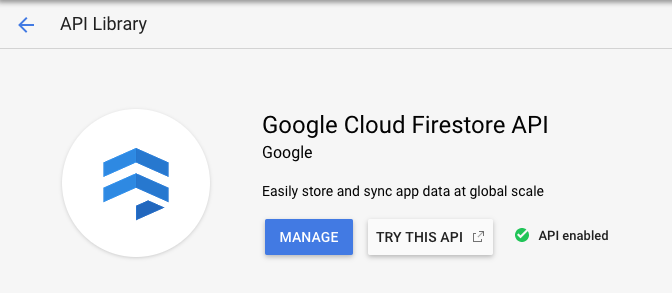 API Library
Google Cloud Firestore API
Google
Easily store and sync app data at global scale
MANAGE
TRY THIS API
API enabled